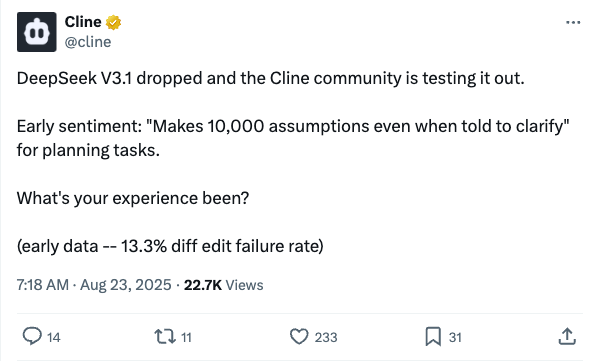 Cline
@cline
DeepSeek V3.1 dropped and the Cline community is testing it out.
Early sentiment: "Makes 10,000 assumptions even when told to clarify"
for planning tasks.
What's your experience been?
(early data -- 13.3% diff edit failure rate)
7:18 AM · Aug 23, 2025 · 22.7K Views
14 11 233 31